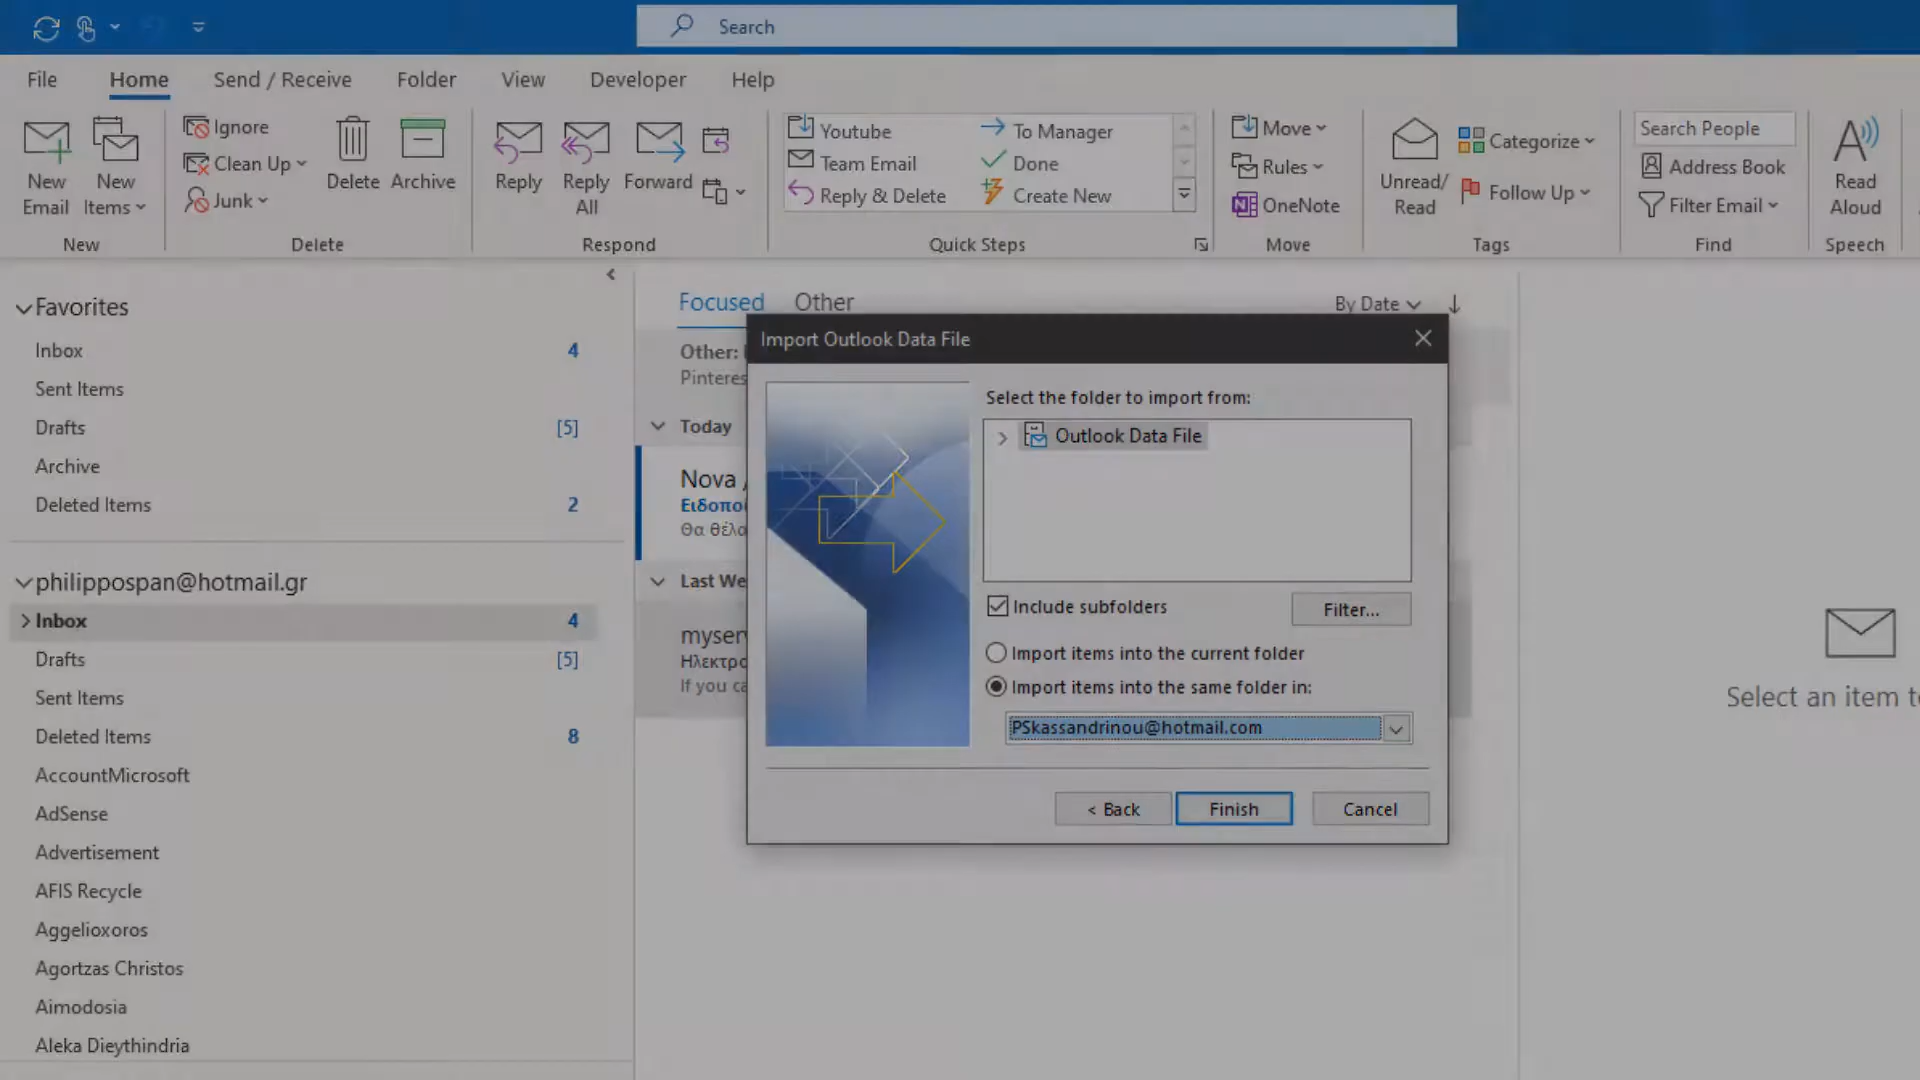 Search
File Home Send / Receive Folder View Developer Help
New Email
New Items
New
Ignore
Clean Up
Junk
Delete
Archive
Delete
Reply
Reply All
Forward
Respond
Youtube
Team Email
Reply & Delete
To Manager
Done
Create New
Quick Steps
Move
Rules
OneNote
Move
Unread/ Read
Categorize
Follow Up
Tags
Search People
Address Book
Filter Email
Find
Read Aloud
Speech
Favorites
Inbox 4
Sent Items
Drafts [5]
Archive
Deleted Items 2
philippospan@hotmail.gr
Inbox 4
Drafts [5]
Sent Items
Deleted Items 8
AccountMicrosoft
AdSense
Advertisement
AFIS Recycle
Aggelioxoros
Agortzas Christos
Aimodosia
Aleka Dieythindria
Focused Other By Date
Other:
Pinteres
Today
Nova
Ειδοποί
Θα θέλα
Last We
myser
Ηλεκτρο
If you ca
Import Outlook Data File
Select the folder to import from:
Outlook Data File
Include subfolders
Filter...
Import items into the current folder
Import items into the same folder in:
PSkassandrinou@hotmail.com
< Back Finish Cancel
Select an item t